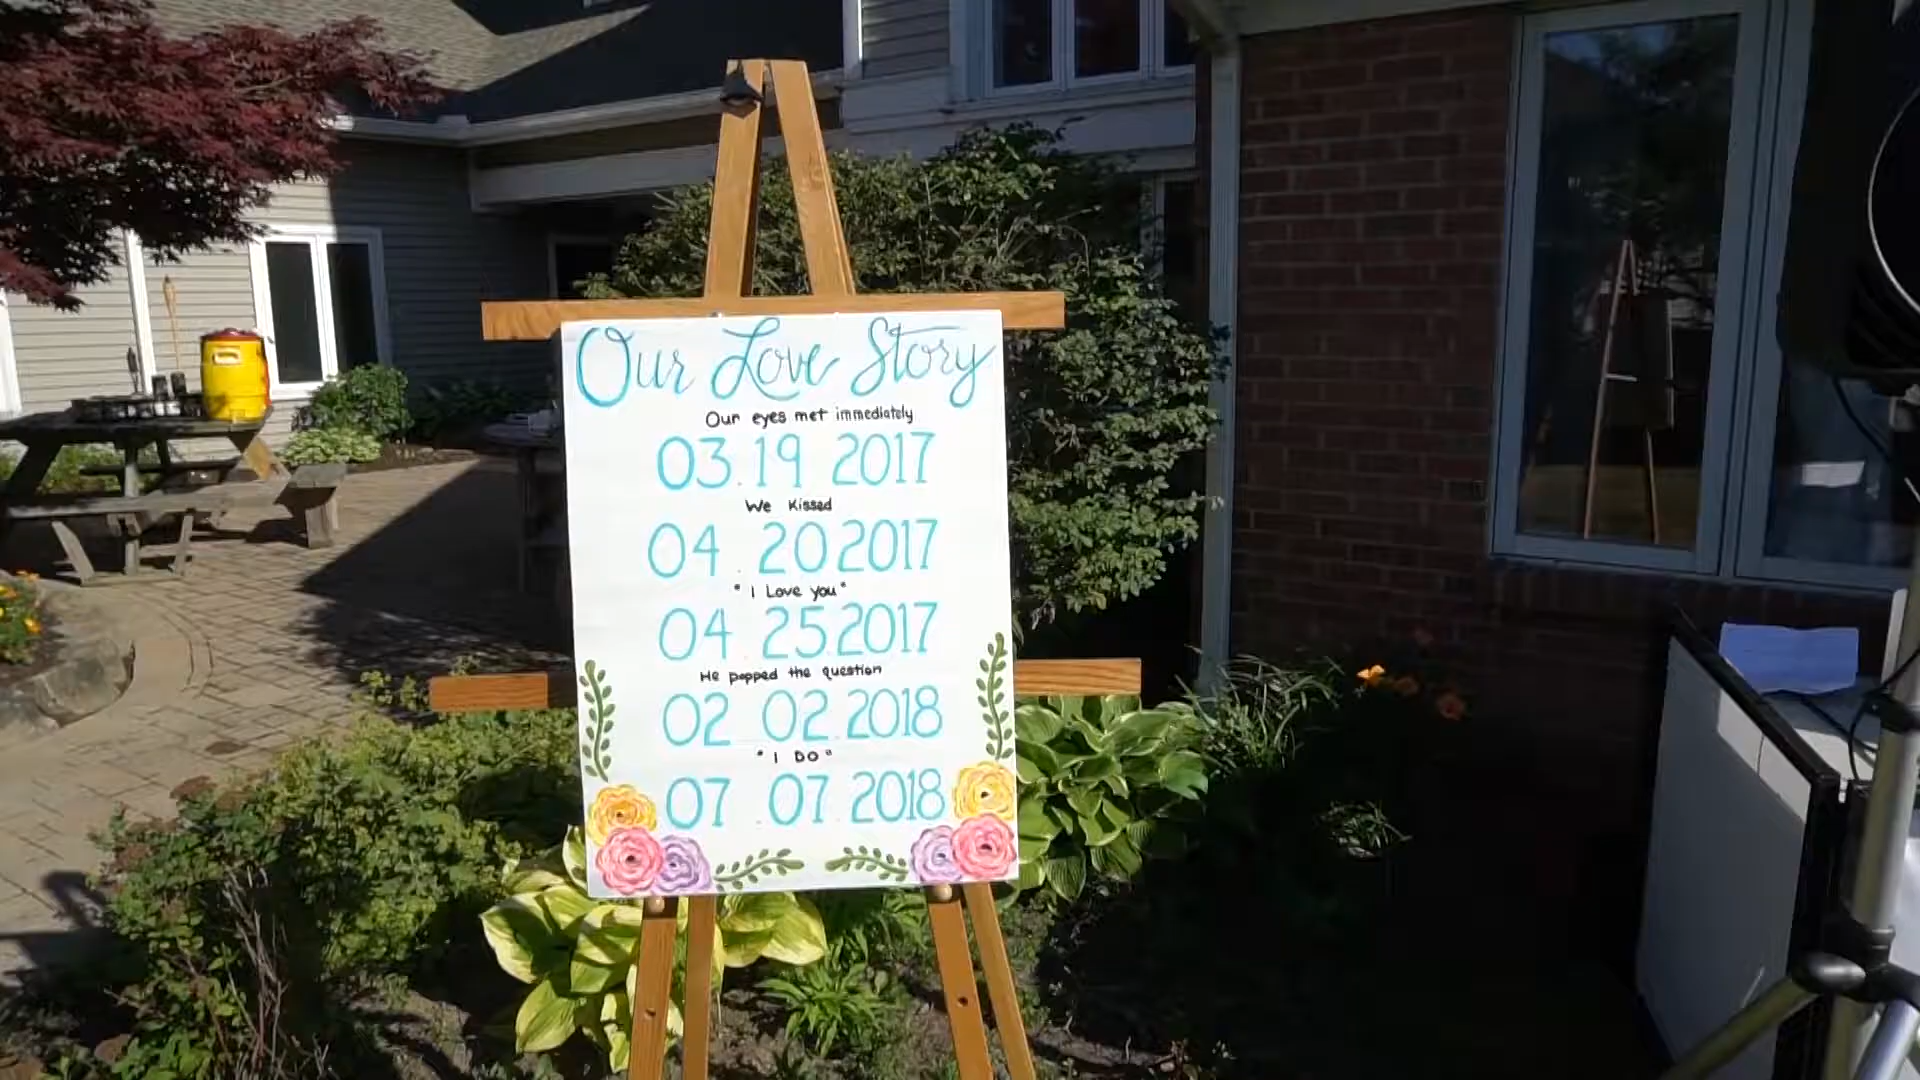 Our Love Story
Our eyes met immediately
03.19 2017
We Kissed
04.20 2017
"I Love you"
04 25.2017
He popped the question
02 02.2018
"I DO"
07.07.2018